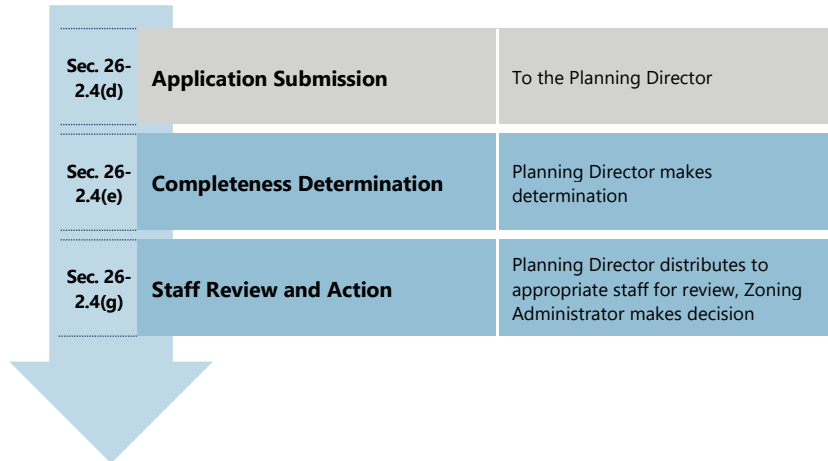 Sec. 26-
2.4(d)
Application Submission
To the Planning Director
Sec. 26-
2.4(e)
Completeness Determination
Planning Director makes
determination
Sec. 26-
2.4(g)
Staff Review and Action
Planning Director distributes to
appropriate staff for review, Zoning
Administrator makes decision